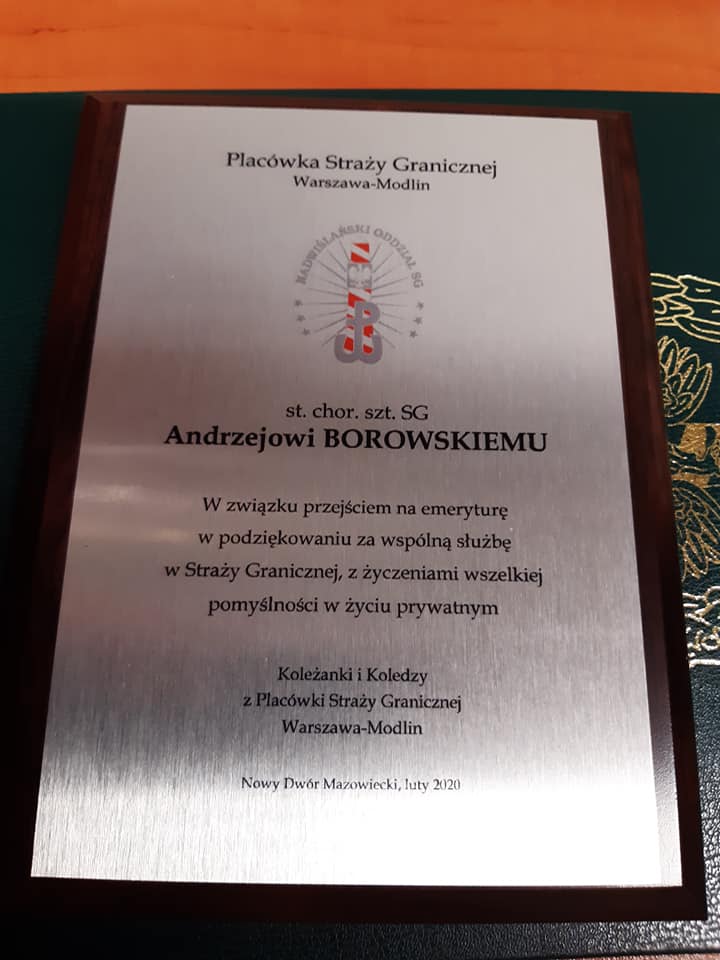 Placówka Straży Granicznej
Warszawa-Modlin
NADWIŚLAŃSKI ODDZIAŁ SG
st. chor. szt. SG
Andrzejowi BOROWSKIEMU
W związku przejściem na emeryturę
w podziękowaniu za wspólną służbę
w Straży Granicznej, z życzeniami wszelkiej
pomyślności w życiu prywatnym
Koleżanki i Koledzy
z Placówki Straży Granicznej
Warszawa-Modlin
Nowy Dwór Mazowiecki, luty 2020